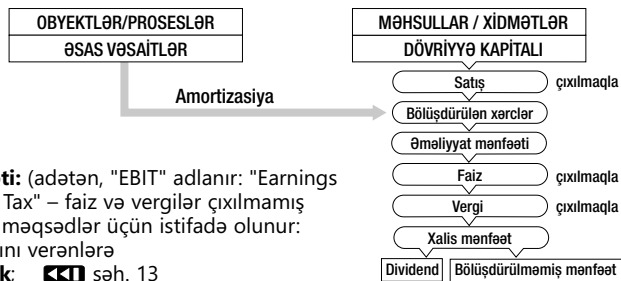 OBYEKTLƏR/PROSESLƏR
ƏSAS VƏSAİTLƏR
Amortizasiya
MƏHSULLAR / XİDMƏTLƏR
DÖVRİYYƏ KAPİTALI
Satış çıxılmaqla
Bölüşdürülən xərclər
Əməliyyat mənfəəti
Faiz çıxılmaqla
Vergi çıxılmaqla
Xalis mənfəət
Dividend Bölüşdürülməmiş mənfəət
əti: (adətən, "EBIT" adlanır: "Earnings
Tax" – faiz və vergilər çıxılmamış
məqsədlər üçün istifadə olunur:
ını verənlərə
k; səh. 13